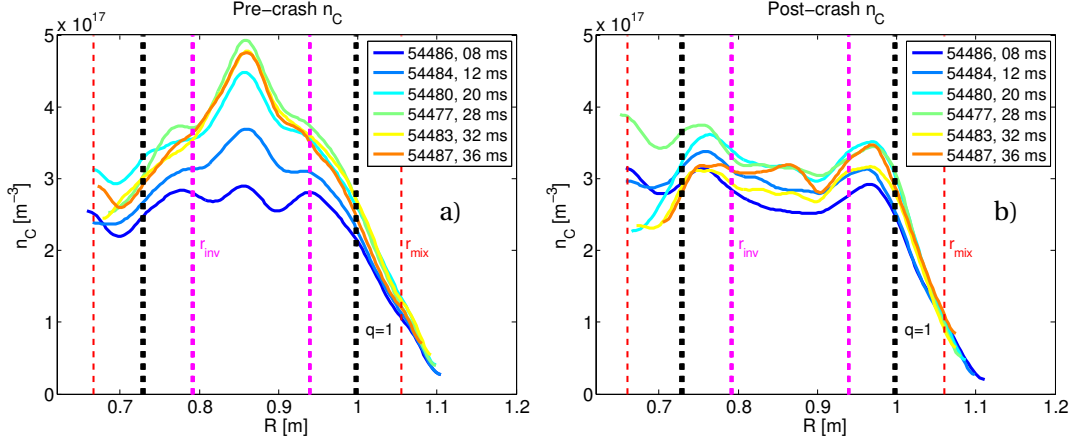 Pre−crash n_C
x 10^17
5
4
3
2
1
0
0.7 0.8 0.9 1 1.1 1.2
R [m]
n_C [m^−3]
54486, 08 ms
54484, 12 ms
54480, 20 ms
54477, 28 ms
54483, 32 ms
54487, 36 ms
a)
r_inv
r_mix
q=1
Post−crash n_C
x 10^17
5
4
3
2
1
0
0.7 0.8 0.9 1 1.1 1.2
R [m]
n_C [m^−3]
54486, 08 ms
54484, 12 ms
54480, 20 ms
54477, 28 ms
54483, 32 ms
54487, 36 ms
b)
r_inv
r_mix
q=1